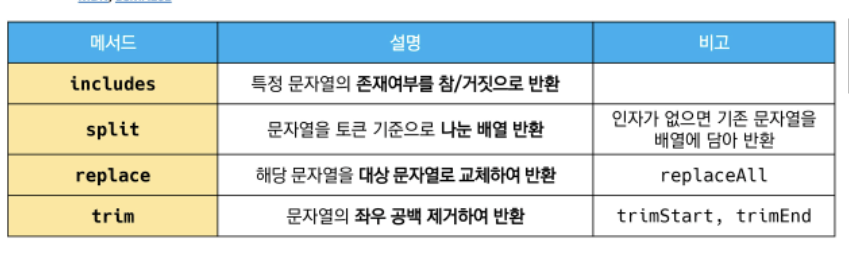 메서드 설명 비고
includes 특정 문자열의 존재여부를 참/거짓으로 반환
split 문자열을 토큰 기준으로 나눈 배열 반환 인자가 없으면 기존 문자열을
배열에 담아 반환
replace 해당 문자열을 대상 문자열로 교체하여 반환 replaceAll
trim 문자열의 좌우 공백 제거하여 반환 trimStart, trimEnd